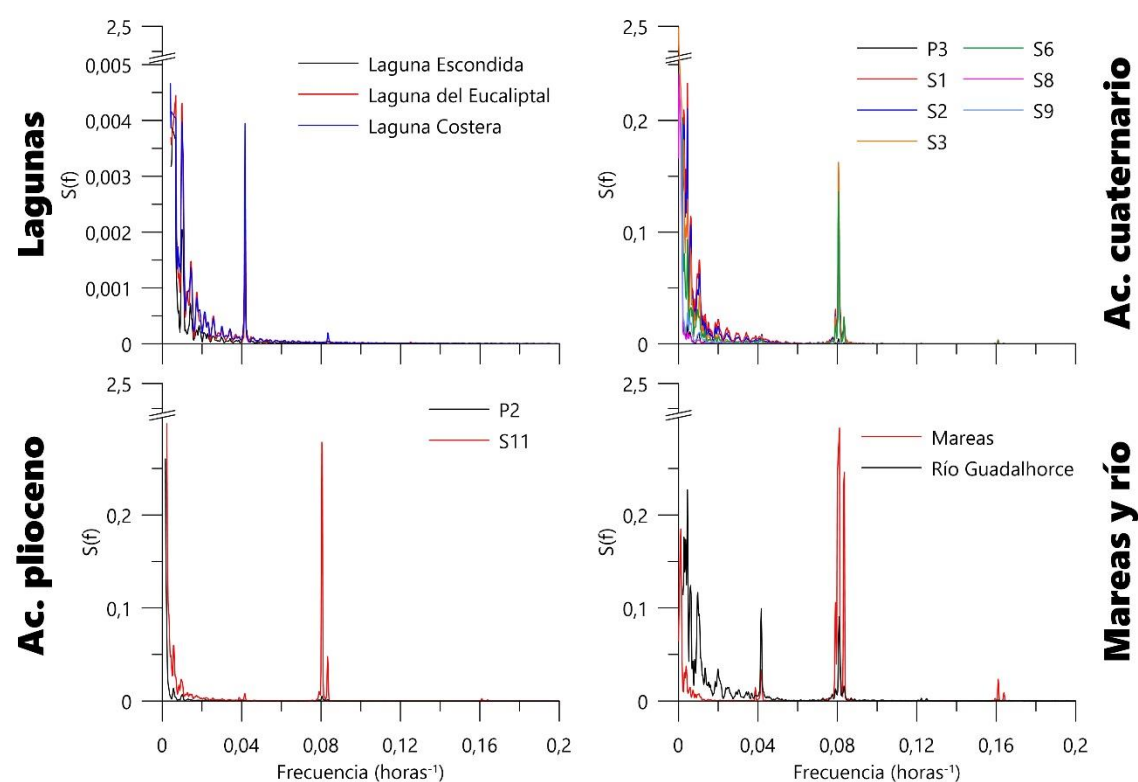 Lagunas
2,5
0,005
0,004
0,003
0,002
0,001
0
S(f)
Laguna Escondida
Laguna del Eucaliptal
Laguna Costera
2,5
0,2
0,1
0
S(f)
P3
S1
S2
S3
S6
S8
S9
Ac. cuaternario
Ac. plioceno
2,5
0,2
0,1
0
S(f)
P2
S11
0 0,04 0,08 0,12 0,16 0,2
Frecuencia (horas⁻¹)
2,5
0,2
0,1
0
S(f)
Mareas
Río Guadalhorce
0 0,04 0,08 0,12 0,16 0,2
Frecuencia (horas⁻¹)
Mareas y río